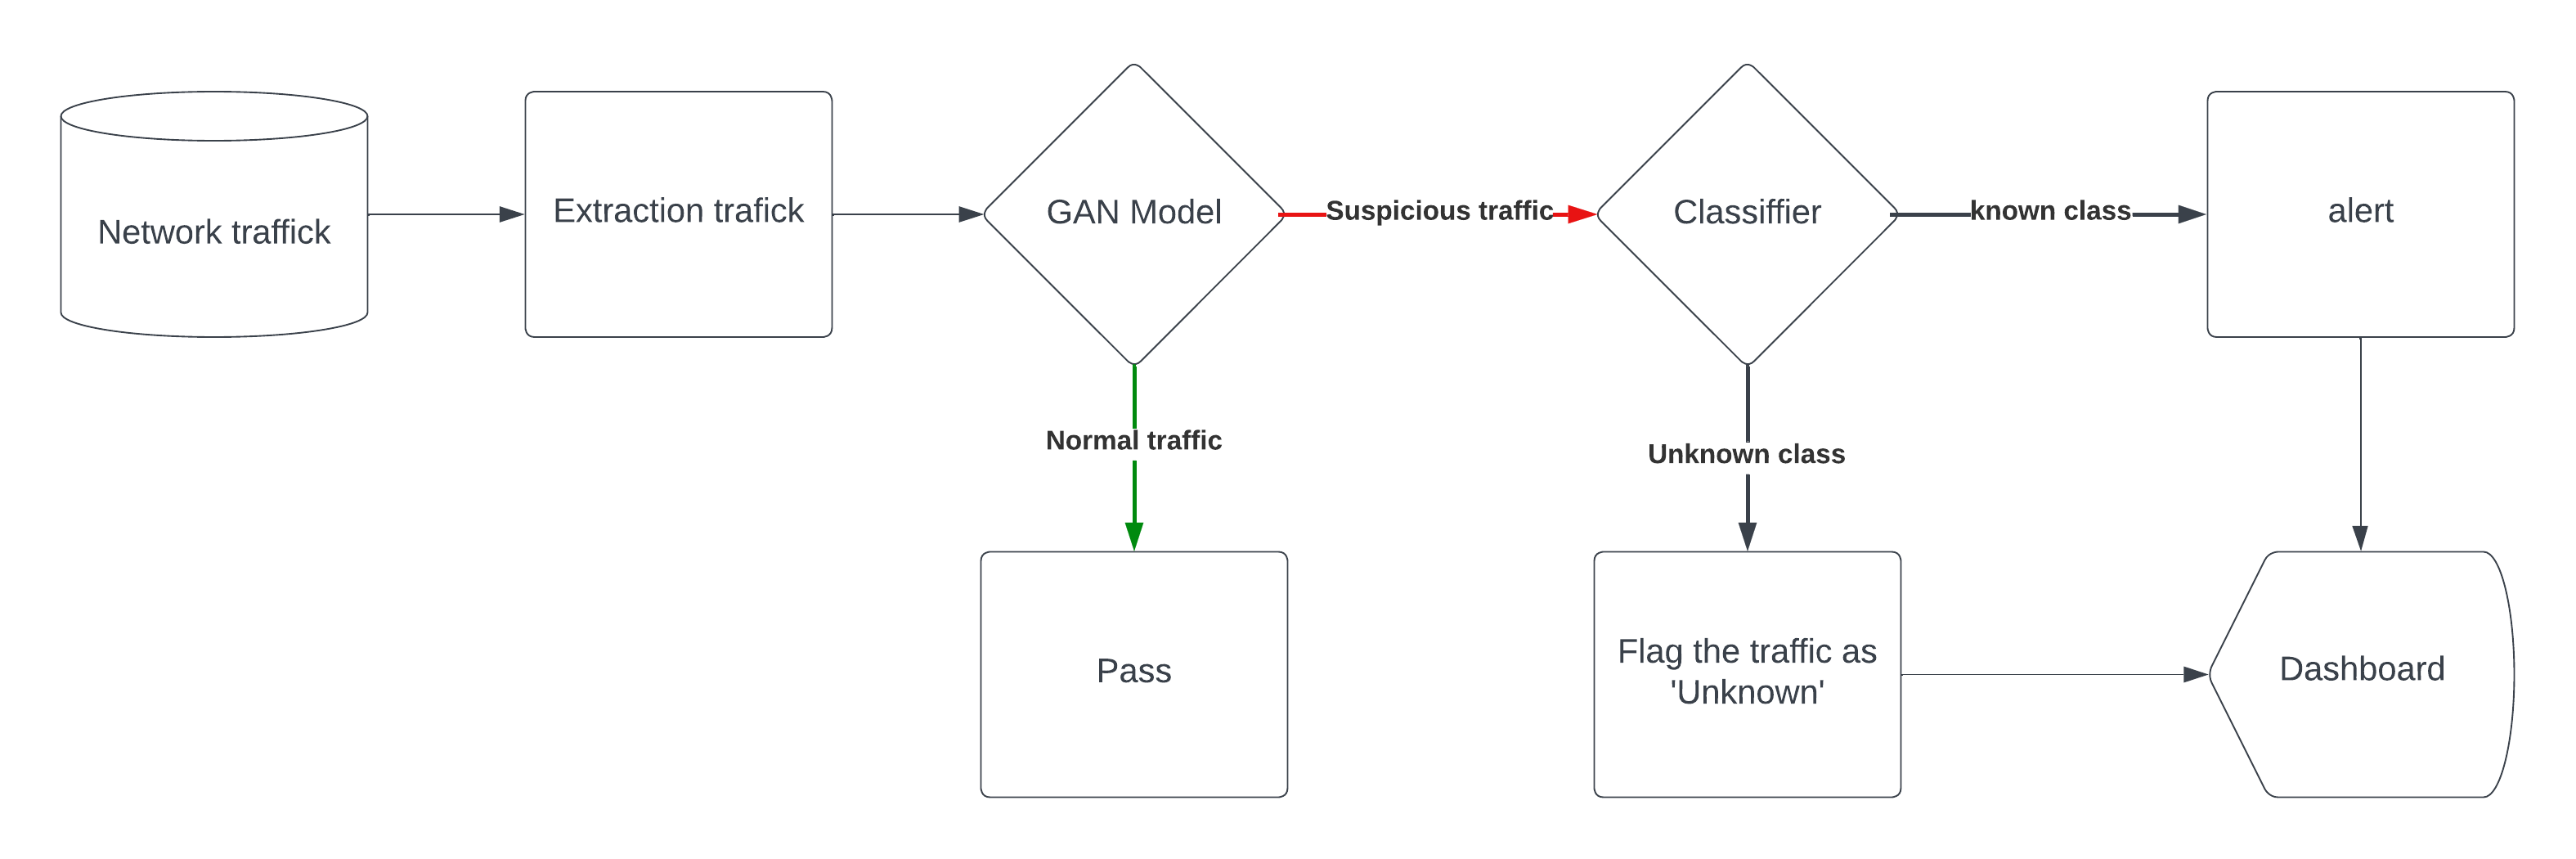 Network traffick
Extraction trafick
GAN Model
Suspicious traffic
Classiffier
known class
alert
Normal traffic
Unknown class
Pass
Flag the traffic as
'Unknown'
Dashboard